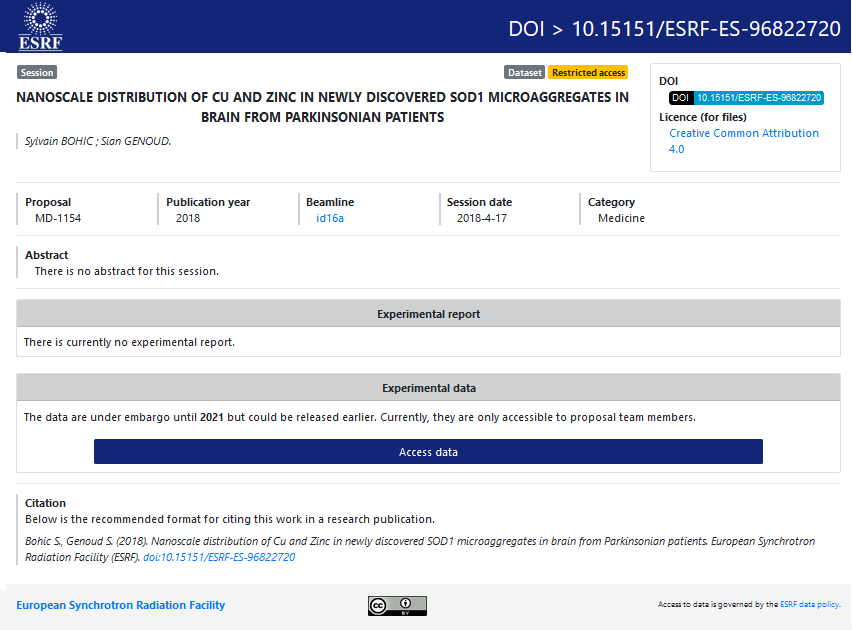 ESRF
DOI > 10.15151/ESRF-ES-96822720
Session
Dataset Restricted access
NANOSCALE DISTRIBUTION OF CU AND ZINC IN NEWLY DISCOVERED SOD1 MICROAGGREGATES IN
BRAIN FROM PARKINSONIAN PATIENTS
Sylvain BOHIC ; Sian GENOUD.
DOI
DOI 10.15151/ESRF-ES-96822720
Licence (for files)
Creative Common Attribution
4.0
Proposal
MD-1154
Publication year
2018
Beamline
id16a
Session date
2018-4-17
Category
Medicine
Abstract
There is no abstract for this session.
Experimental report
There is currently no experimental report.
Experimental data
The data are under embargo until 2021 but could be released earlier. Currently, they are only accessible to proposal team members.
Access data
Citation
Below is the recommended format for citing this work in a research publication.
Bohic S., Genoud S. (2018). Nanoscale distribution of Cu and Zinc in newly discovered SOD1 microaggregates in brain from Parkinsonian patients. European Synchrotron
Radiation Facility (ESRF). doi:10.15151/ESRF-ES-96822720
European Synchrotron Radiation Facility
cc BY
Access to data is governed by the ESRF data policy.